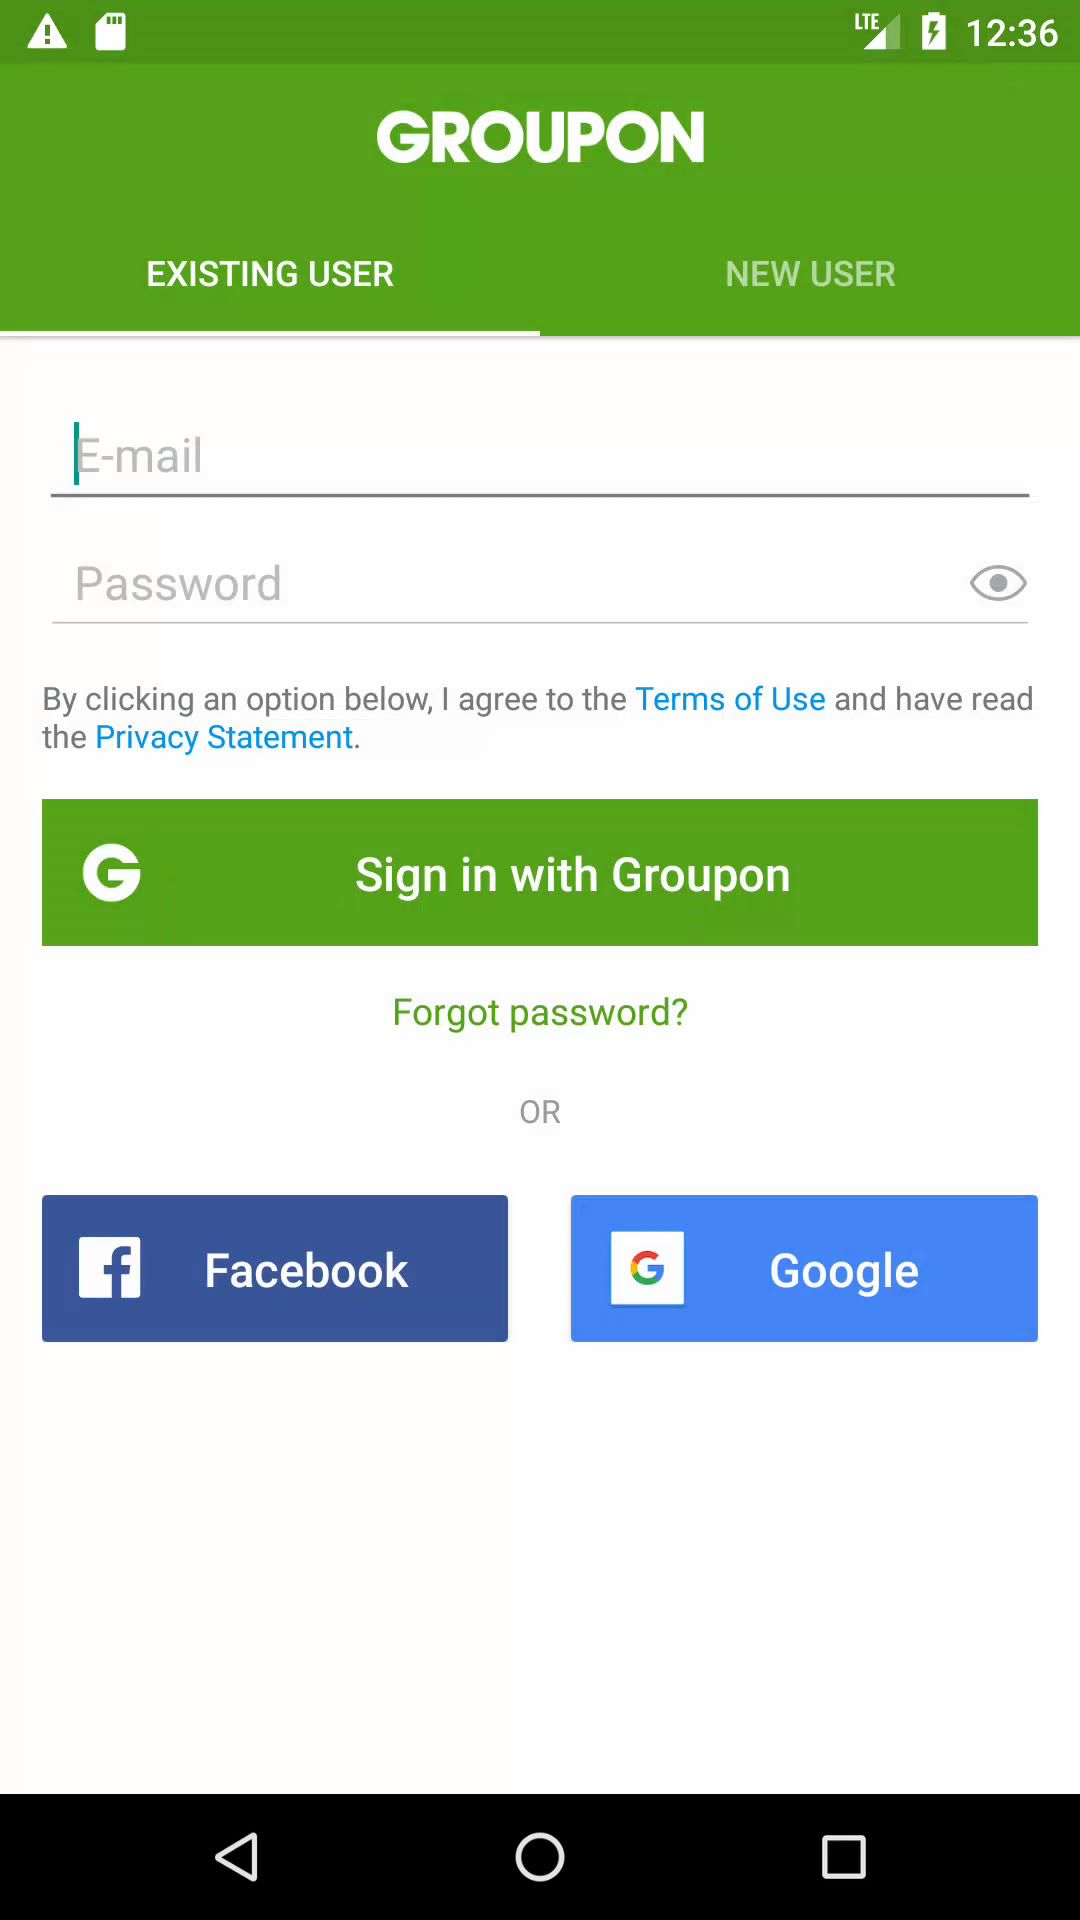 LTE 12:36
GROUPON
EXISTING USER NEW USER
E-mail
Password
By clicking an option below, I agree to the Terms of Use and have read
the Privacy Statement.
Sign in with Groupon
Forgot password?
OR
Facebook Google